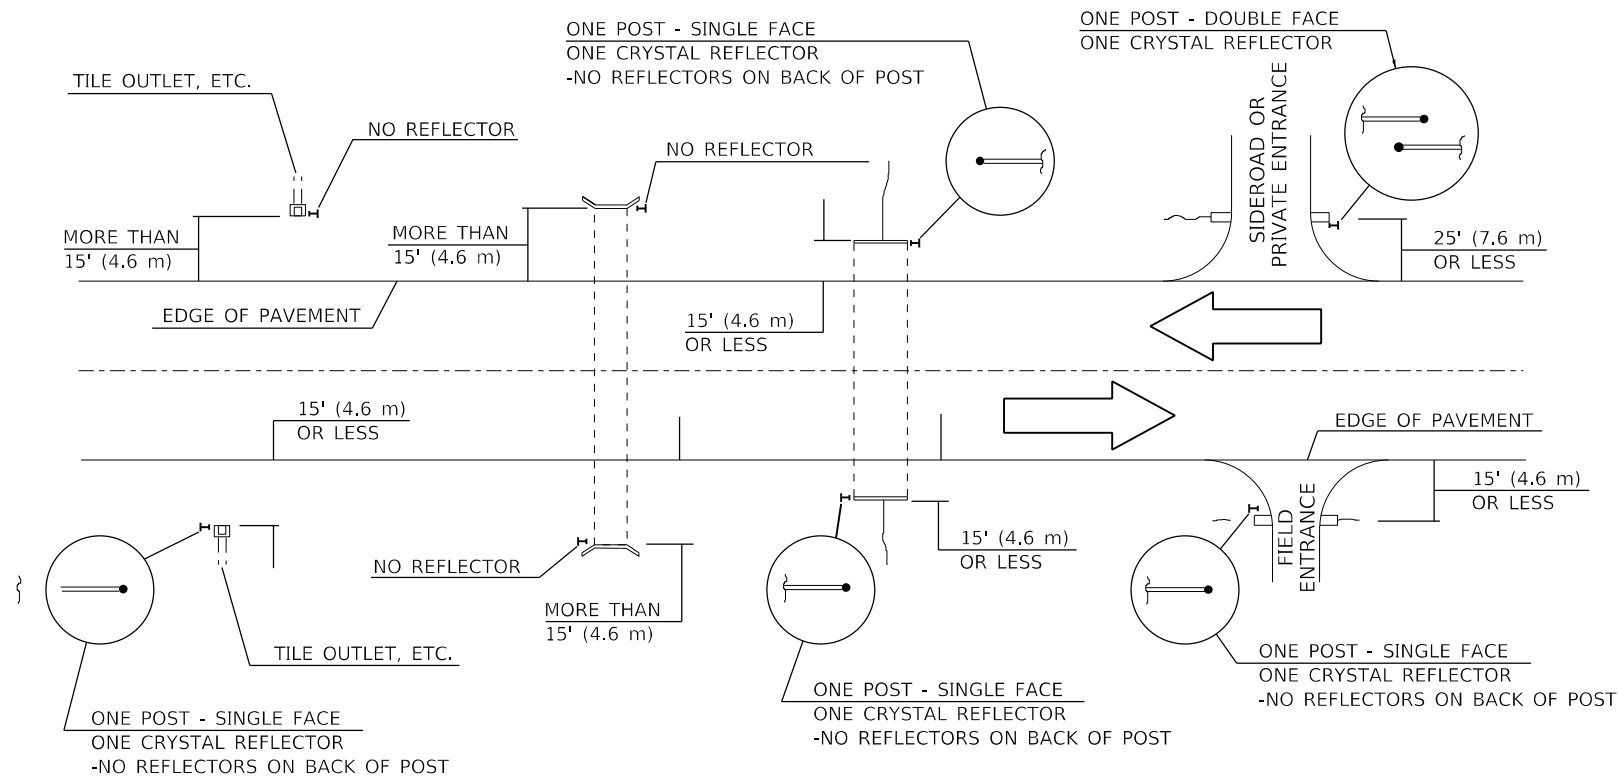 ONE POST - SINGLE FACE
ONE CRYSTAL REFLECTOR
-NO REFLECTORS ON BACK OF POST
ONE POST - DOUBLE FACE
ONE CRYSTAL REFLECTOR
TILE OUTLET, ETC.
NO REFLECTOR
NO REFLECTOR
SIDEROAD OR
PRIVATE ENTRANCE
MORE THAN
15' (4.6 m)
MORE THAN
15' (4.6 m)
25' (7.6 m)
OR LESS
EDGE OF PAVEMENT
15' (4.6 m)
OR LESS
15' (4.6 m)
OR LESS
EDGE OF PAVEMENT
15' (4.6 m)
OR LESS
FIELD
ENTRANCE
NO REFLECTOR
15' (4.6 m)
OR LESS
MORE THAN
15' (4.6 m)
TILE OUTLET, ETC.
ONE POST - SINGLE FACE
ONE CRYSTAL REFLECTOR
-NO REFLECTORS ON BACK OF POST
ONE POST - SINGLE FACE
ONE CRYSTAL REFLECTOR
-NO REFLECTORS ON BACK OF POST
ONE POST - SINGLE FACE
ONE CRYSTAL REFLECTOR
-NO REFLECTORS ON BACK OF POST